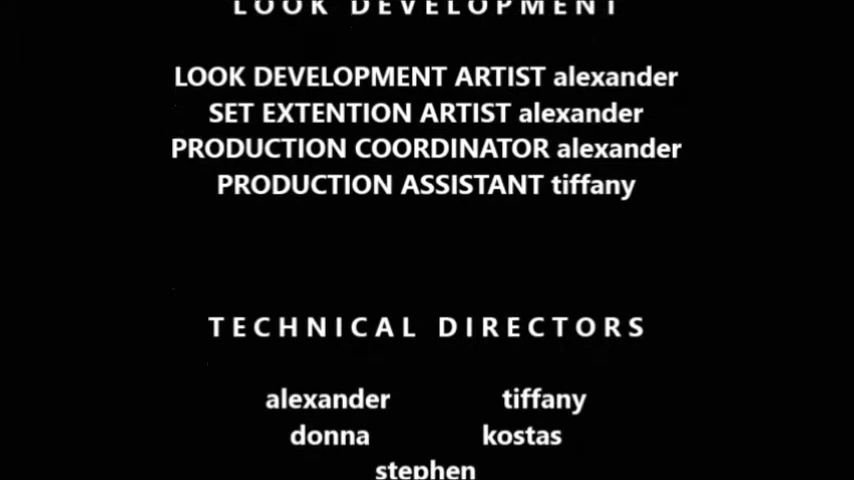 LOOK DEVELOPMENT
LOOK DEVELOPMENT ARTIST alexander
SET EXTENTION ARTIST alexander
PRODUCTION COORDINATOR alexander
PRODUCTION ASSISTANT tiffany
TECHNICAL DIRECTORS
alexander tiffany
donna kostas
stephen